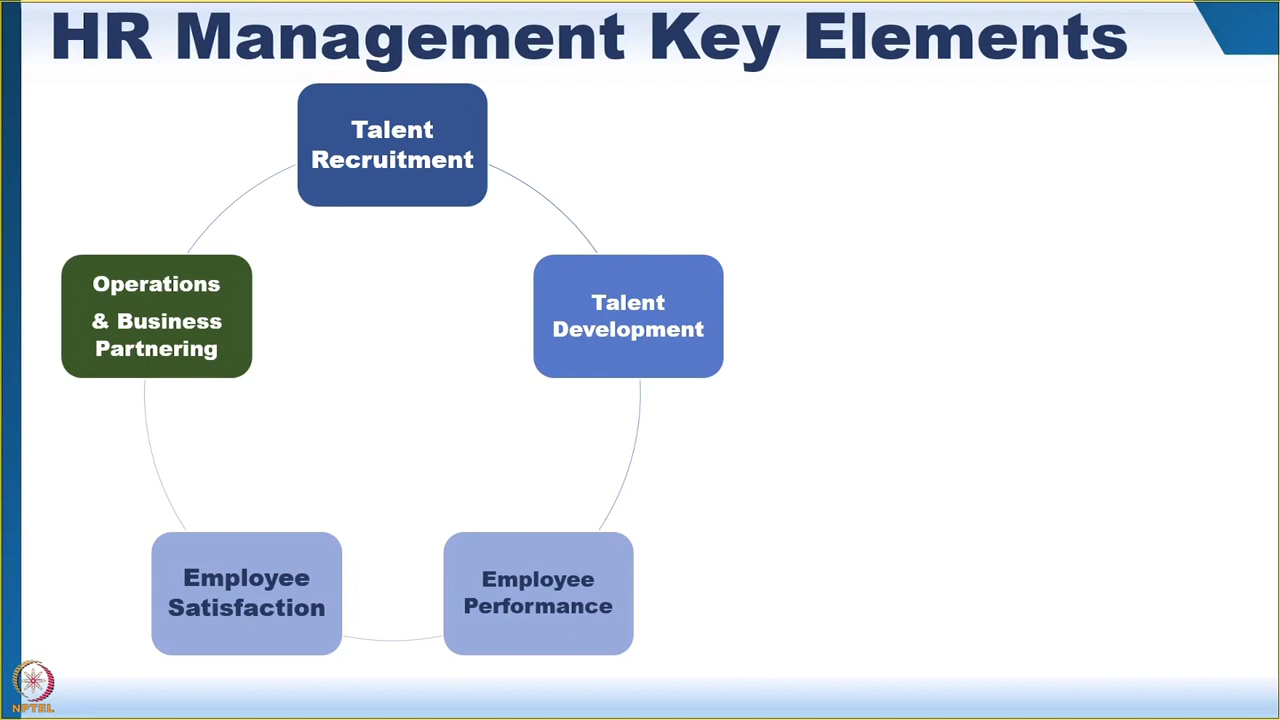 HR Management Key Elements
Talent
Recruitment
Operations
& Business
Partnering
Talent
Development
Employee
Satisfaction
Employee
Performance
NPTEL